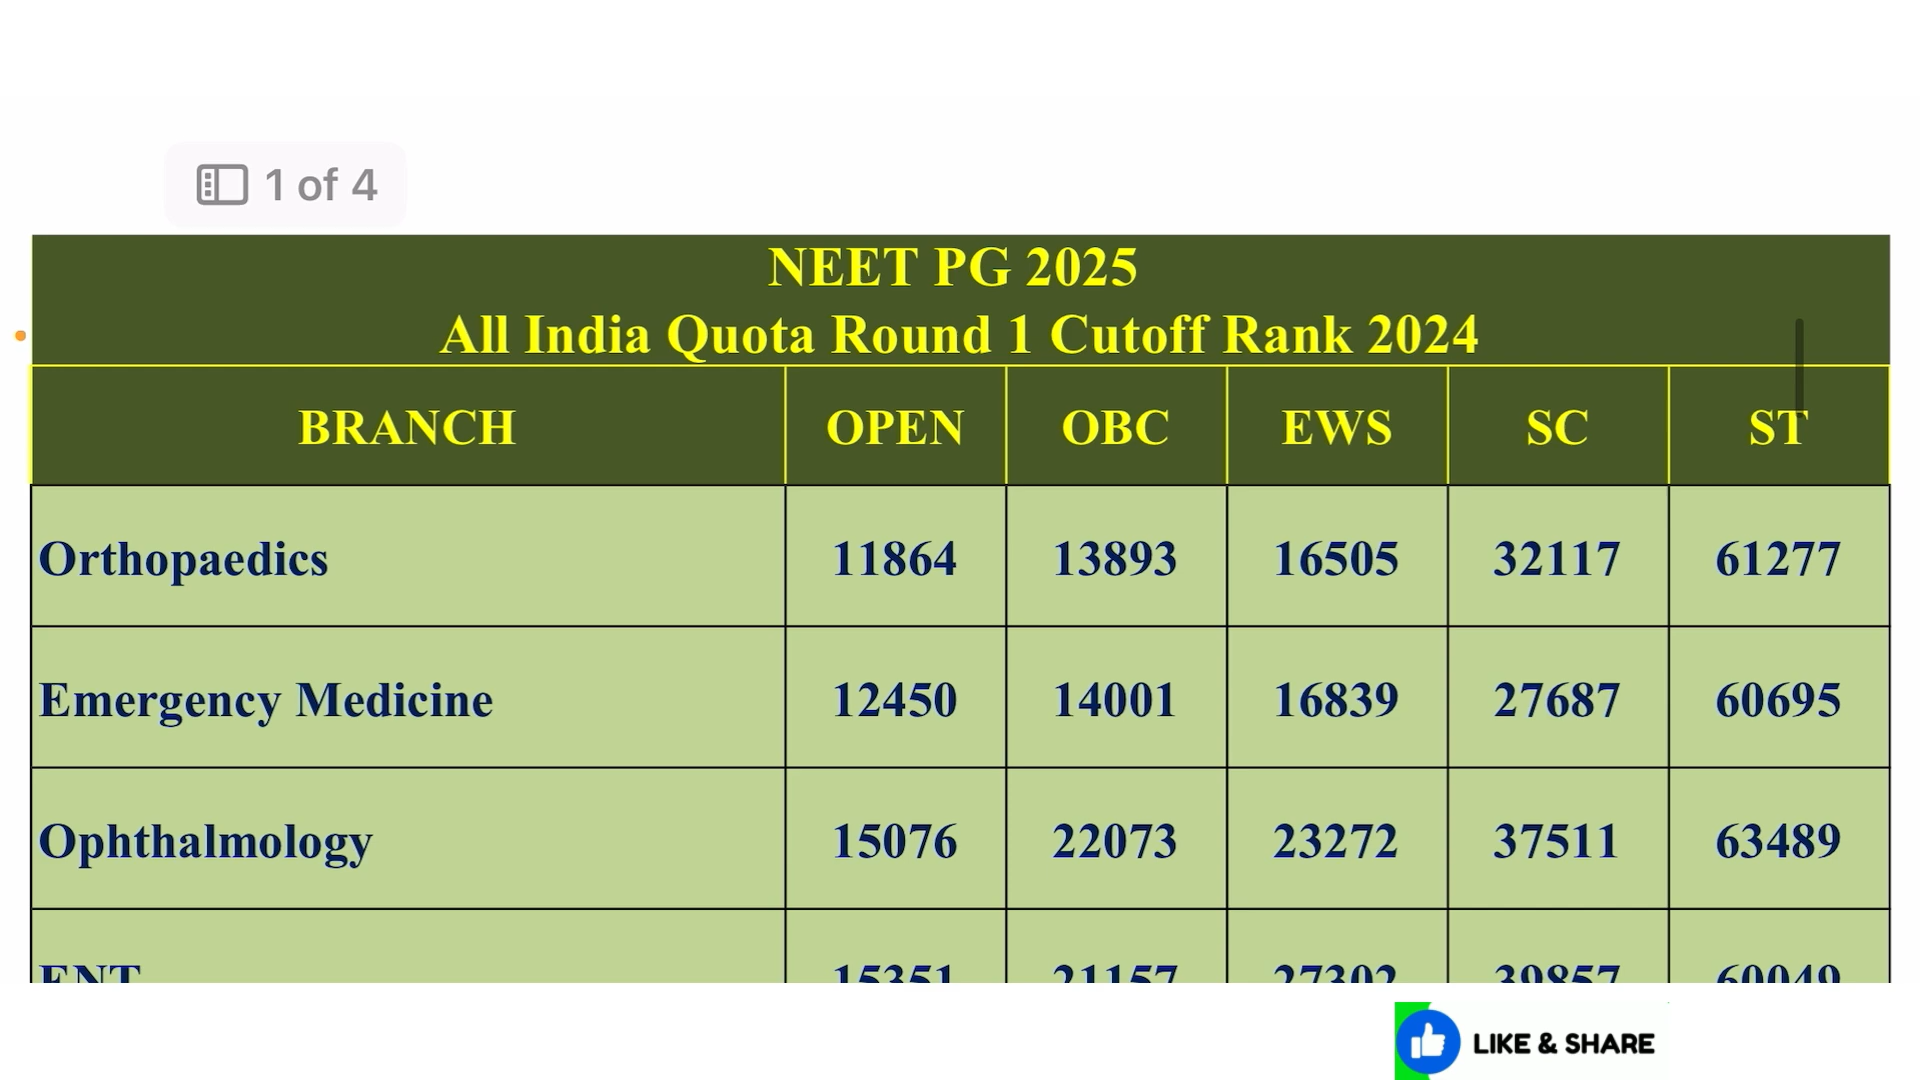 1 of 4
NEET PG 2025
All India Quota Round 1 Cutoff Rank 2024
BRANCH OPEN OBC EWS SC ST
Orthopaedics 11864 13893 16505 32117 61277
Emergency Medicine 12450 14001 16839 27687 60695
Ophthalmology 15076 22073 23272 37511 63489
ENT 15351 21157 27302 39857 60049
LIKE & SHARE